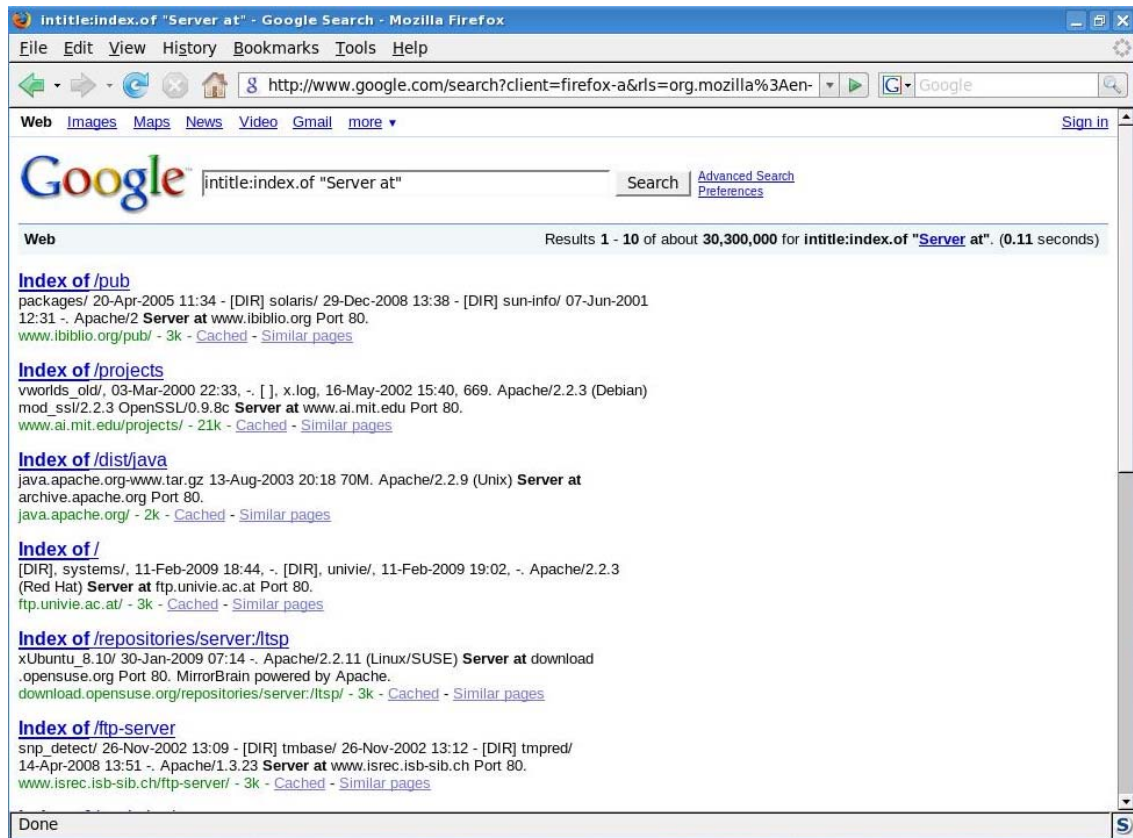 intitle:index.of "Server at" - Google Search - Mozilla Firefox
File Edit View History Bookmarks Tools Help
http://www.google.com/search?client=firefox-a&rls=org.mozilla%3Aen- G Google
Web Images Maps News Video Gmail more ▼ Sign in
Google™ intitle:index.of "Server at" Search Advanced Search
Preferences
Web Results 1 - 10 of about 30,300,000 for intitle:index.of "Server at". (0.11 seconds)
Index of /pub
packages/ 20-Apr-2005 11:34 - [DIR] solaris/ 29-Dec-2008 13:38 - [DIR] sun-info/ 07-Jun-2001
12:31 -. Apache/2 Server at www.ibiblio.org Port 80.
www.ibiblio.org/pub/ - 3k - Cached - Similar pages
Index of /projects
vworlds_old/, 03-Mar-2000 22:33, -. [ ], x.log, 16-May-2002 15:40, 669. Apache/2.2.3 (Debian)
mod_ssl/2.2.3 OpenSSL/0.9.8c Server at www.ai.mit.edu Port 80.
www.ai.mit.edu/projects/ - 21k - Cached - Similar pages
Index of /dist/java
java.apache.org-www.tar.gz 13-Aug-2003 20:18 70M. Apache/2.2.9 (Unix) Server at
archive.apache.org Port 80.
java.apache.org/ - 2k - Cached - Similar pages
Index of /
[DIR], systems/, 11-Feb-2009 18:44, -. [DIR], univie/, 11-Feb-2009 19:02, -. Apache/2.2.3
(Red Hat) Server at ftp.univie.ac.at Port 80.
ftp.univie.ac.at/ - 3k - Cached - Similar pages
Index of /repositories/server:/ltsp
xUbuntu_8.10/ 30-Jan-2009 07:14 -. Apache/2.2.11 (Linux/SUSE) Server at download
.opensuse.org Port 80. MirrorBrain powered by Apache.
download.opensuse.org/repositories/server:/ltsp/ - 3k - Cached - Similar pages
Index of /ftp-server
snp_detect/ 26-Nov-2002 13:09 - [DIR] tmbase/ 26-Nov-2002 13:12 - [DIR] tmpred/
14-Apr-2008 13:51 -. Apache/1.3.23 Server at www.isrec.isb-sib.ch Port 80.
www.isrec.isb-sib.ch/ftp-server/ - 3k - Cached - Similar pages
Done